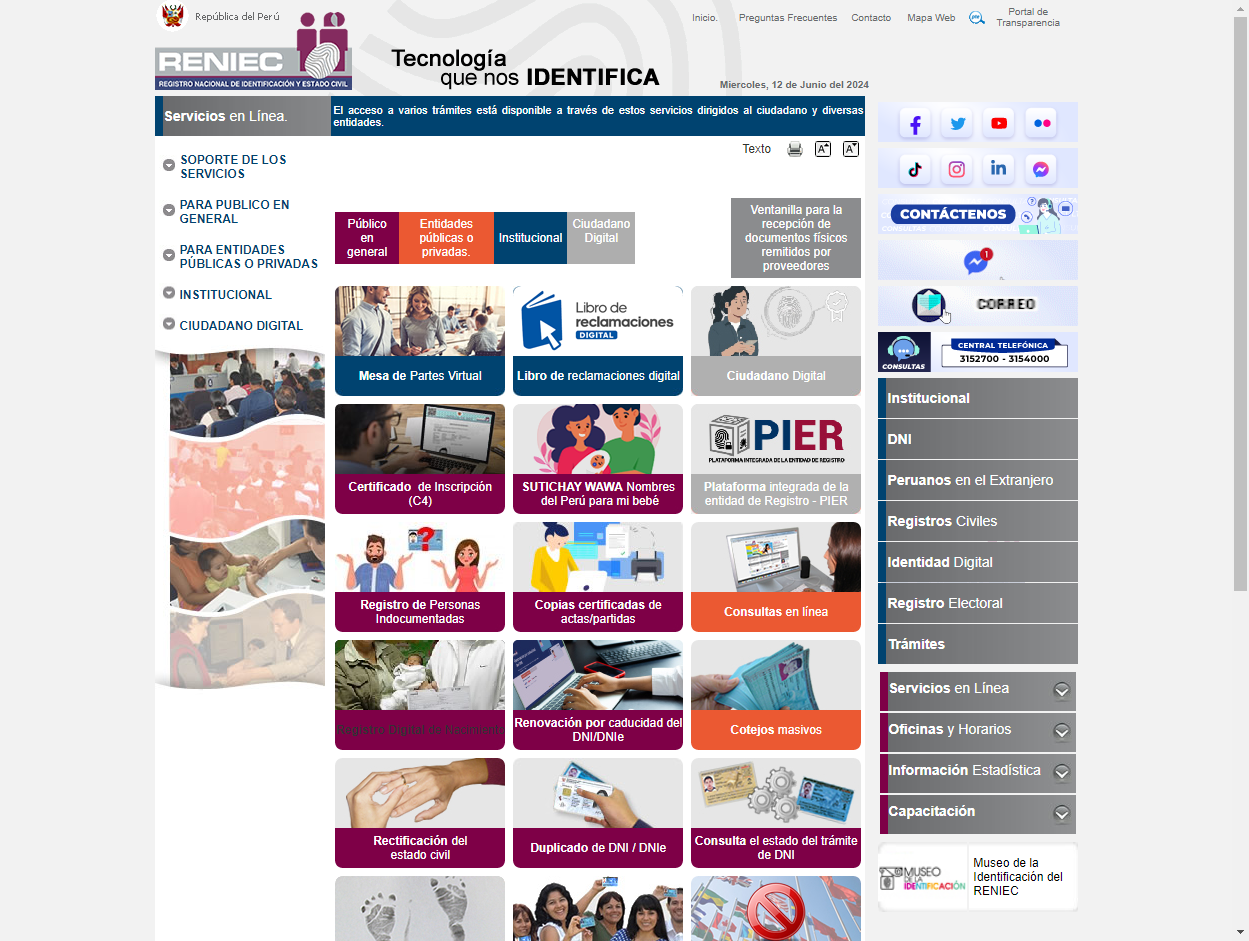 República del Perú
Inicio.
Preguntas Frecuentes
Contacto
Mapa Web
Portal de
Transparencia
RENIEC
REGISTRO NACIONAL DE IDENTIFICACIÓN Y ESTADO CIVIL
Tecnología
que nos IDENTIFICA
Miercoles, 12 de Junio del 2024
Servicios en Línea.
El acceso a varios trámites está disponible a través de estos servicios dirigidos al ciudadano y diversas
entidades.
Texto
SOPORTE DE LOS
SERVICIOS
PARA PUBLICO EN
GENERAL
PARA ENTIDADES
PÚBLICAS O PRIVADAS
INSTITUCIONAL
CIUDADANO DIGITAL
Público
en
general
Entidades
públicas o
privadas.
Institucional
Ciudadano
Digital
Ventanilla para la
recepción de
documentos físicos
remitidos por
proveedores
Libro de
reclamaciones
DIGITAL
Mesa de Partes Virtual
Libro de reclamaciones digital
Ciudadano Digital
PIER
PLATAFORMA INTEGRADA DE LA ENTIDAD DE REGISTRO
Certificado de Inscripción
(C4)
SUTICHAY WAWA Nombres
del Perú para mi bebé
Plataforma integrada de la
entidad de Registro - PIER
Registro de Personas
Indocumentadas
Copias certificadas de
actas/partidas
Consultas en línea
Renovación por caducidad del
DNI/DNIe
Cotejos masivos
Rectificación del
estado civil
Duplicado de DNI / DNIe
Consulta el estado del trámite
de DNI
CONTÁCTENOS
1
CORREO
CONSULTAS
CENTRAL TELEFÓNICA
3152700 - 3154000
Institucional
DNI
Peruanos en el Extranjero
Registros Civiles
Identidad Digital
Registro Electoral
Trámites
Servicios en Línea
Oficinas y Horarios
Información Estadística
Capacitación
MUSEO
DE LA
IDENTIFICACIÓN
Museo de la
Identificación del
RENIEC